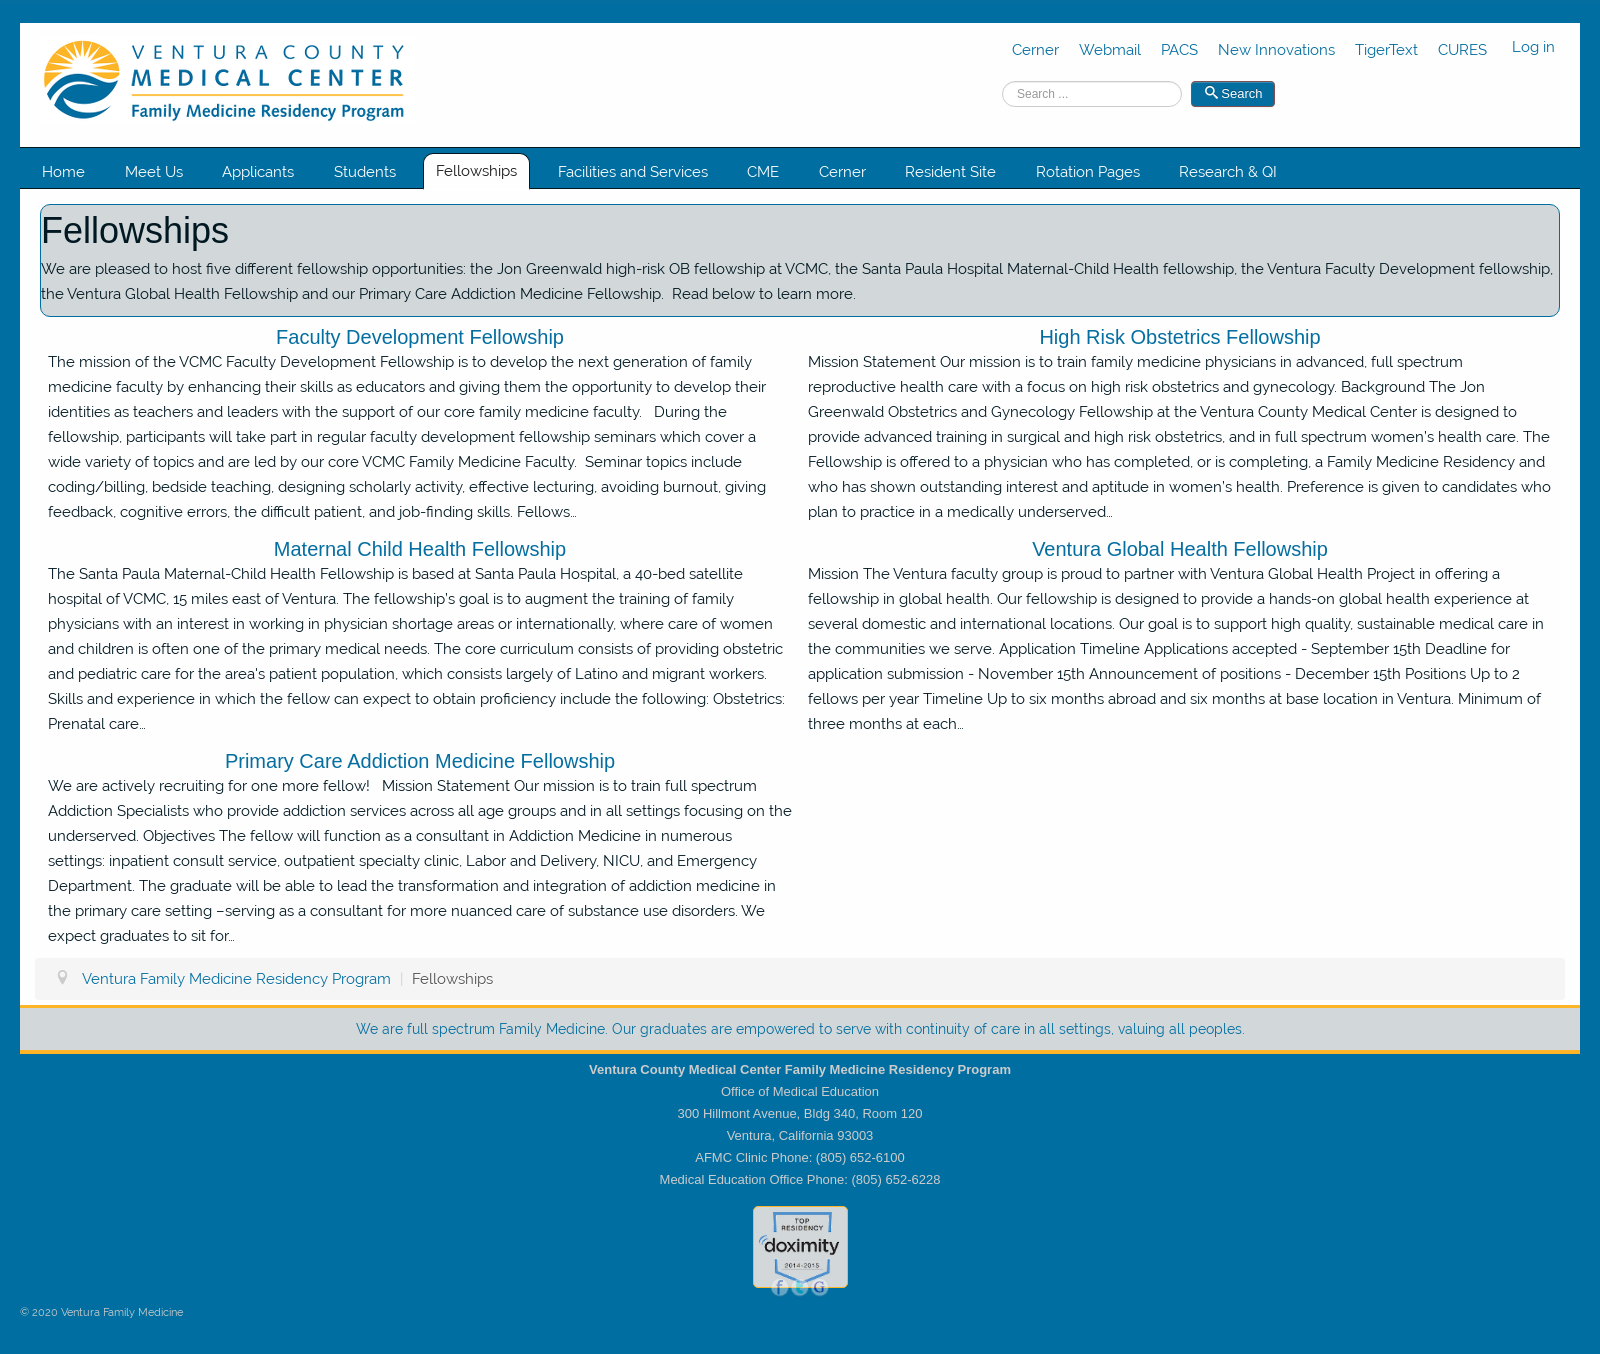 VENTURA COUNTY
MEDICAL CENTER
Family Medicine Residency Program
Cerner Webmail PACS New Innovations TigerText CURES Log in
Search ... Search
Home Meet Us Applicants Students Fellowships Facilities and Services CME Cerner Resident Site Rotation Pages Research & QI
Fellowships
We are pleased to host five different fellowship opportunities: the Jon Greenwald high-risk OB fellowship at VCMC, the Santa Paula Hospital Maternal-Child Health fellowship, the Ventura Faculty Development fellowship,
the Ventura Global Health Fellowship and our Primary Care Addiction Medicine Fellowship. Read below to learn more.
Faculty Development Fellowship
The mission of the VCMC Faculty Development Fellowship is to develop the next generation of family
medicine faculty by enhancing their skills as educators and giving them the opportunity to develop their
identities as teachers and leaders with the support of our core family medicine faculty. During the
fellowship, participants will take part in regular faculty development fellowship seminars which cover a
wide variety of topics and are led by our core VCMC Family Medicine Faculty. Seminar topics include
coding/billing, bedside teaching, designing scholarly activity, effective lecturing, avoiding burnout, giving
feedback, cognitive errors, the difficult patient, and job-finding skills. Fellows...
High Risk Obstetrics Fellowship
Mission Statement Our mission is to train family medicine physicians in advanced, full spectrum
reproductive health care with a focus on high risk obstetrics and gynecology. Background The Jon
Greenwald Obstetrics and Gynecology Fellowship at the Ventura County Medical Center is designed to
provide advanced training in surgical and high risk obstetrics, and in full spectrum women's health care. The
Fellowship is offered to a physician who has completed, or is completing, a Family Medicine Residency and
who has shown outstanding interest and aptitude in women's health. Preference is given to candidates who
plan to practice in a medically underserved...
Maternal Child Health Fellowship
The Santa Paula Maternal-Child Health Fellowship is based at Santa Paula Hospital, a 40-bed satellite
hospital of VCMC, 15 miles east of Ventura. The fellowship's goal is to augment the training of family
physicians with an interest in working in physician shortage areas or internationally, where care of women
and children is often one of the primary medical needs. The core curriculum consists of providing obstetric
and pediatric care for the area's patient population, which consists largely of Latino and migrant workers.
Skills and experience in which the fellow can expect to obtain proficiency include the following: Obstetrics:
Prenatal care...
Ventura Global Health Fellowship
Mission The Ventura faculty group is proud to partner with Ventura Global Health Project in offering a
fellowship in global health. Our fellowship is designed to provide a hands-on global health experience at
several domestic and international locations. Our goal is to support high quality, sustainable medical care in
the communities we serve. Application Timeline Applications accepted - September 15th Deadline for
application submission - November 15th Announcement of positions - December 15th Positions Up to 2
fellows per year Timeline Up to six months abroad and six months at base location in Ventura. Minimum of
three months at each...
Primary Care Addiction Medicine Fellowship
We are actively recruiting for one more fellow! Mission Statement Our mission is to train full spectrum
Addiction Specialists who provide addiction services across all age groups and in all settings focusing on the
underserved. Objectives The fellow will function as a consultant in Addiction Medicine in numerous
settings: inpatient consult service, outpatient specialty clinic, Labor and Delivery, NICU, and Emergency
Department. The graduate will be able to lead the transformation and integration of addiction medicine in
the primary care setting –serving as a consultant for more nuanced care of substance use disorders. We
expect graduates to sit for...
Ventura Family Medicine Residency Program | Fellowships
We are full spectrum Family Medicine. Our graduates are empowered to serve with continuity of care in all settings, valuing all peoples.
Ventura County Medical Center Family Medicine Residency Program
Office of Medical Education
300 Hillmont Avenue, Bldg 340, Room 120
Ventura, California 93003
AFMC Clinic Phone: (805) 652-6100
Medical Education Office Phone: (805) 652-6228
TOP
RESIDENCY
doximity
2014-2015
f G
© 2020 Ventura Family Medicine